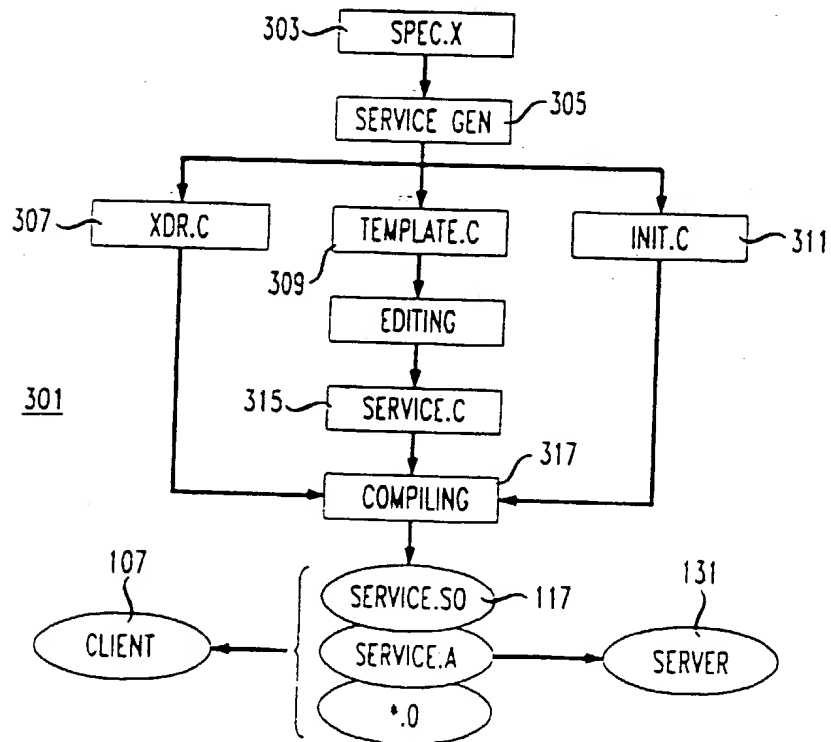 303
SPEC.X
SERVICE GEN
305
307
XDR.C
TEMPLATE.C
309
INIT.C
311
EDITING
301
315
SERVICE.C
COMPILING
317
107
CLIENT
SERVICE.SO
117
SERVICE.A
*.O
131
SERVER